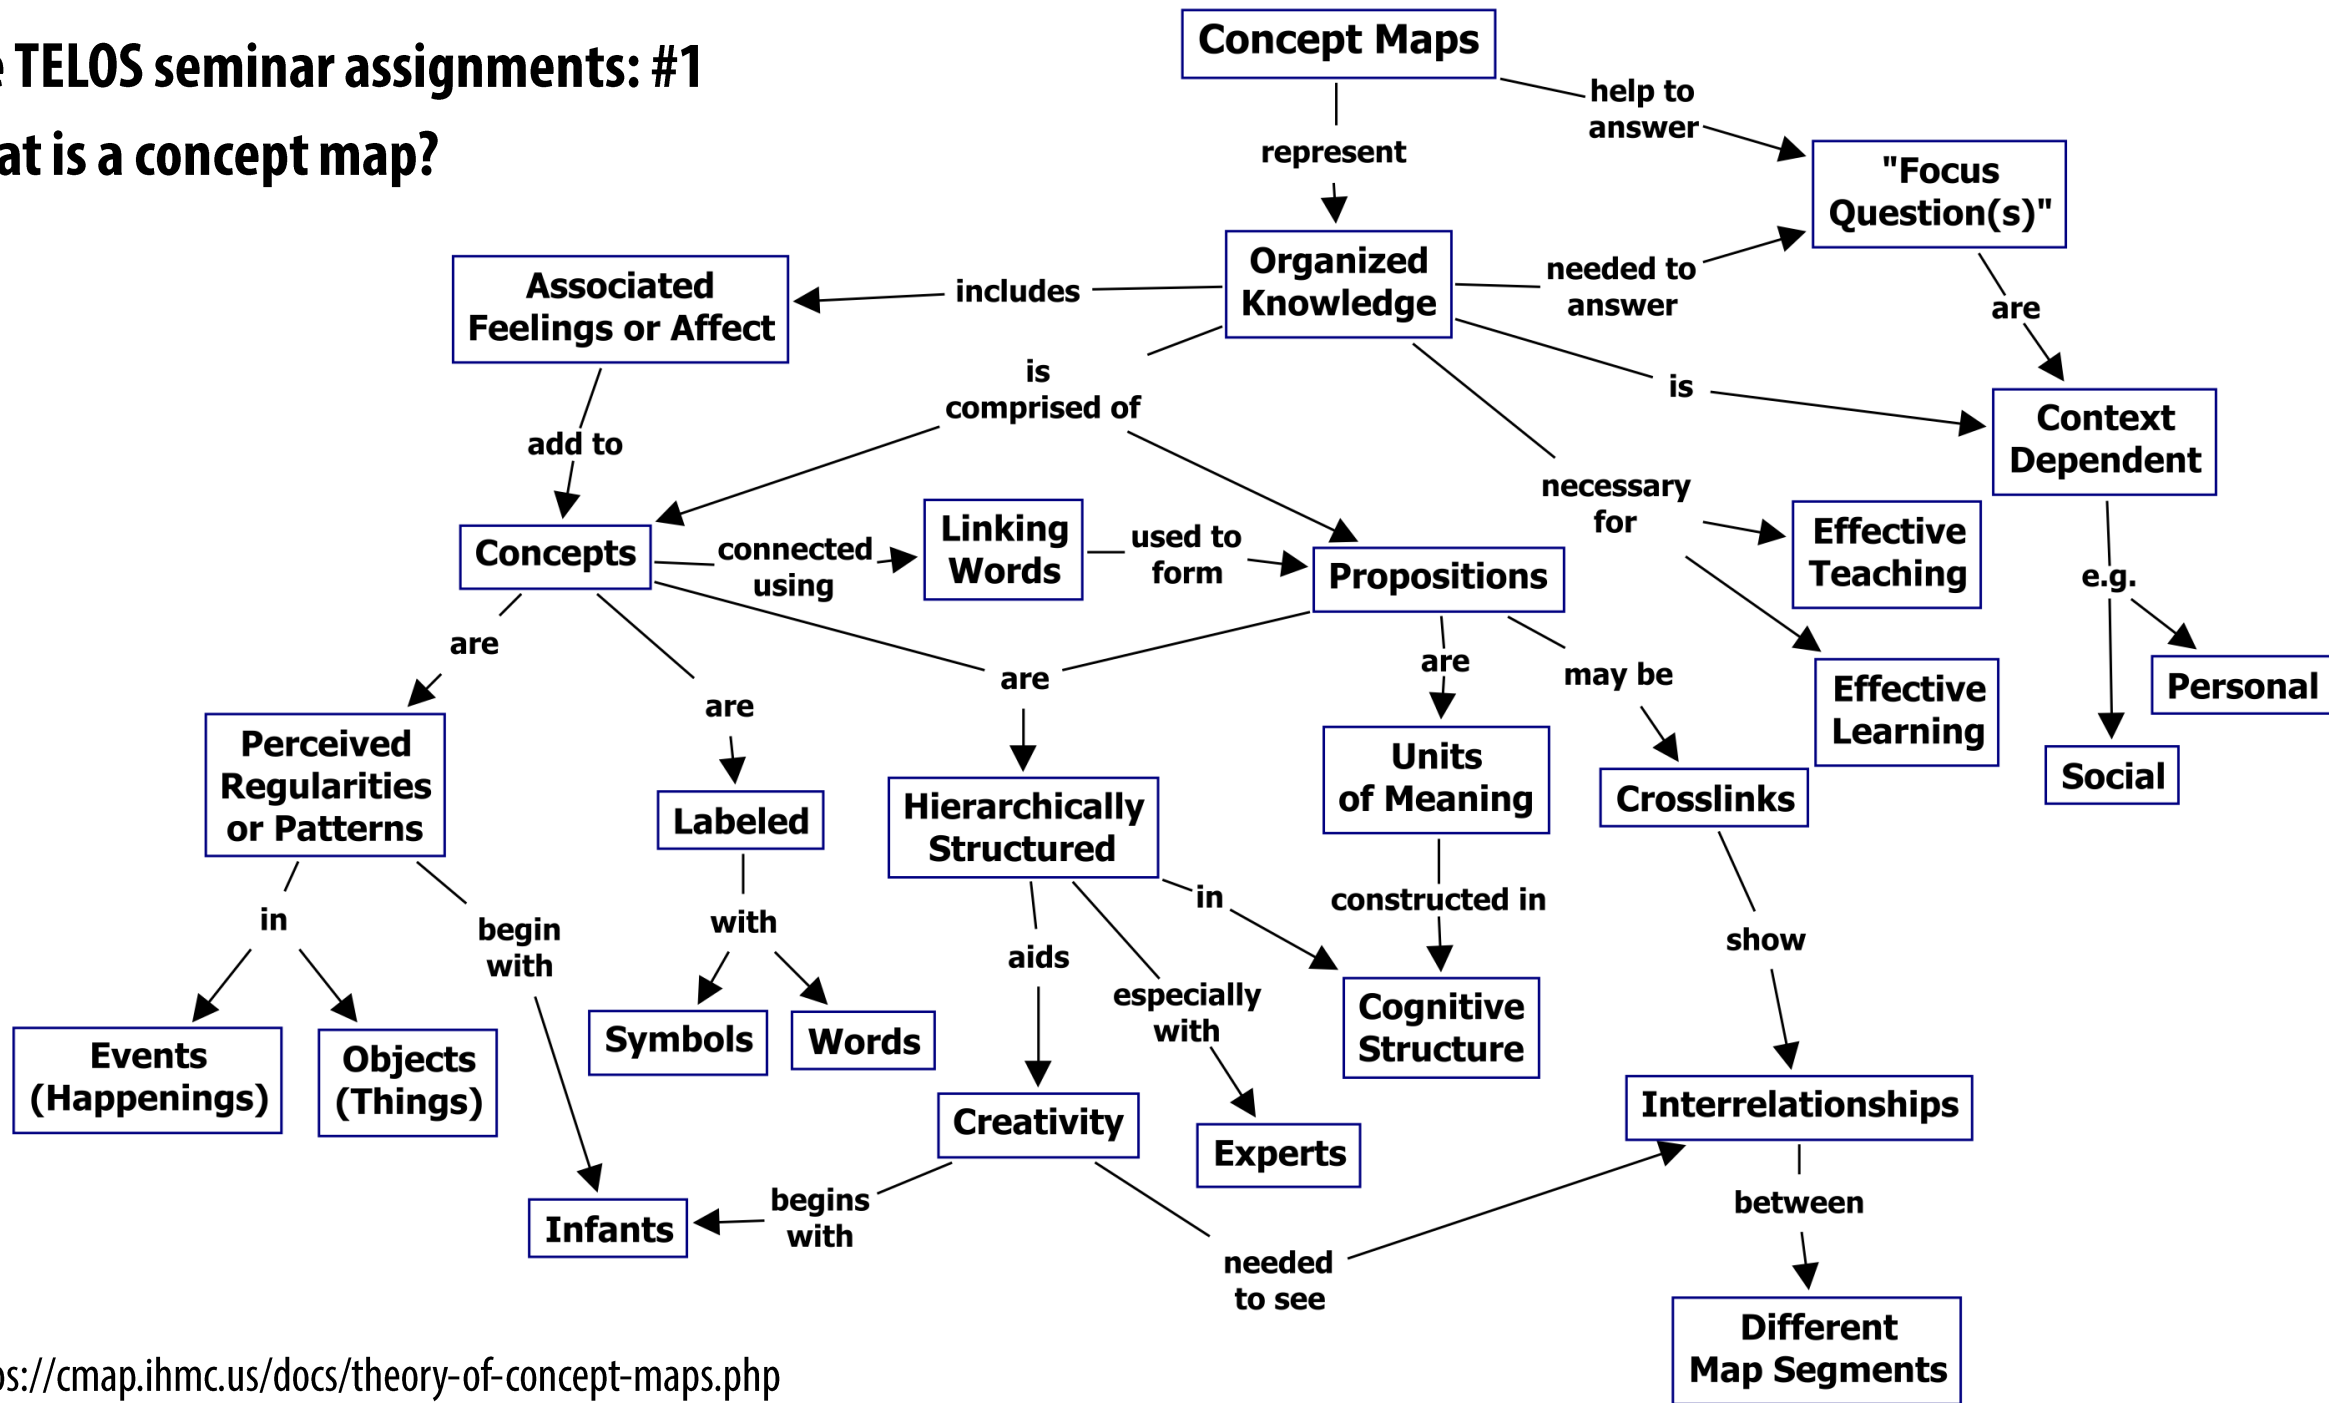 TELOS seminar assignments: #1
is a concept map?
Concept Maps
help to
answer
represent
"Focus
Question(s)"
Organized
Knowledge
needed to
answer
includes
Associated
Feelings or Affect
are
is
comprised of
is
Context
Dependent
add to
necessary
for
Effective
Teaching
Concepts
connected
using
Linking
Words
used to
form
Propositions
e.g.
are
are
are
are
may be
Effective
Learning
Personal
Social
Perceived
Regularities
or Patterns
Labeled
Hierarchically
Structured
Units
of Meaning
Crosslinks
in
begin
with
with
aids
especially
with
in
constructed in
show
Events
(Happenings)
Objects
(Things)
Symbols
Words
Cognitive
Structure
Creativity
Experts
Interrelationships
Infants
begins
with
needed
to see
between
Different
Map Segments
://cmap.ihmc.us/docs/theory-of-concept-maps.php